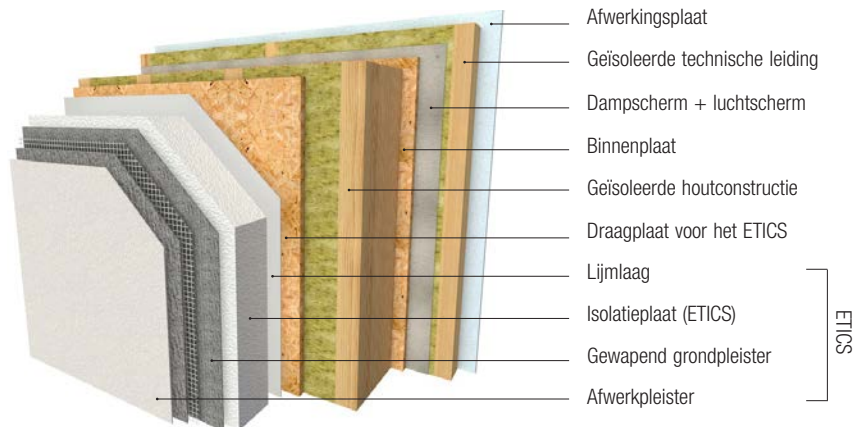 Afwerkingsplaat
Geïsoleerde technische leiding
Dampscherm + luchtscherm
Binnenplaat
Geïsoleerde houtconstructie
Draagplaat voor het ETICS
Lijmlaag
Isolatieplaat (ETICS)
Gewapend grondpleister
Afwerkpleister
ETICS